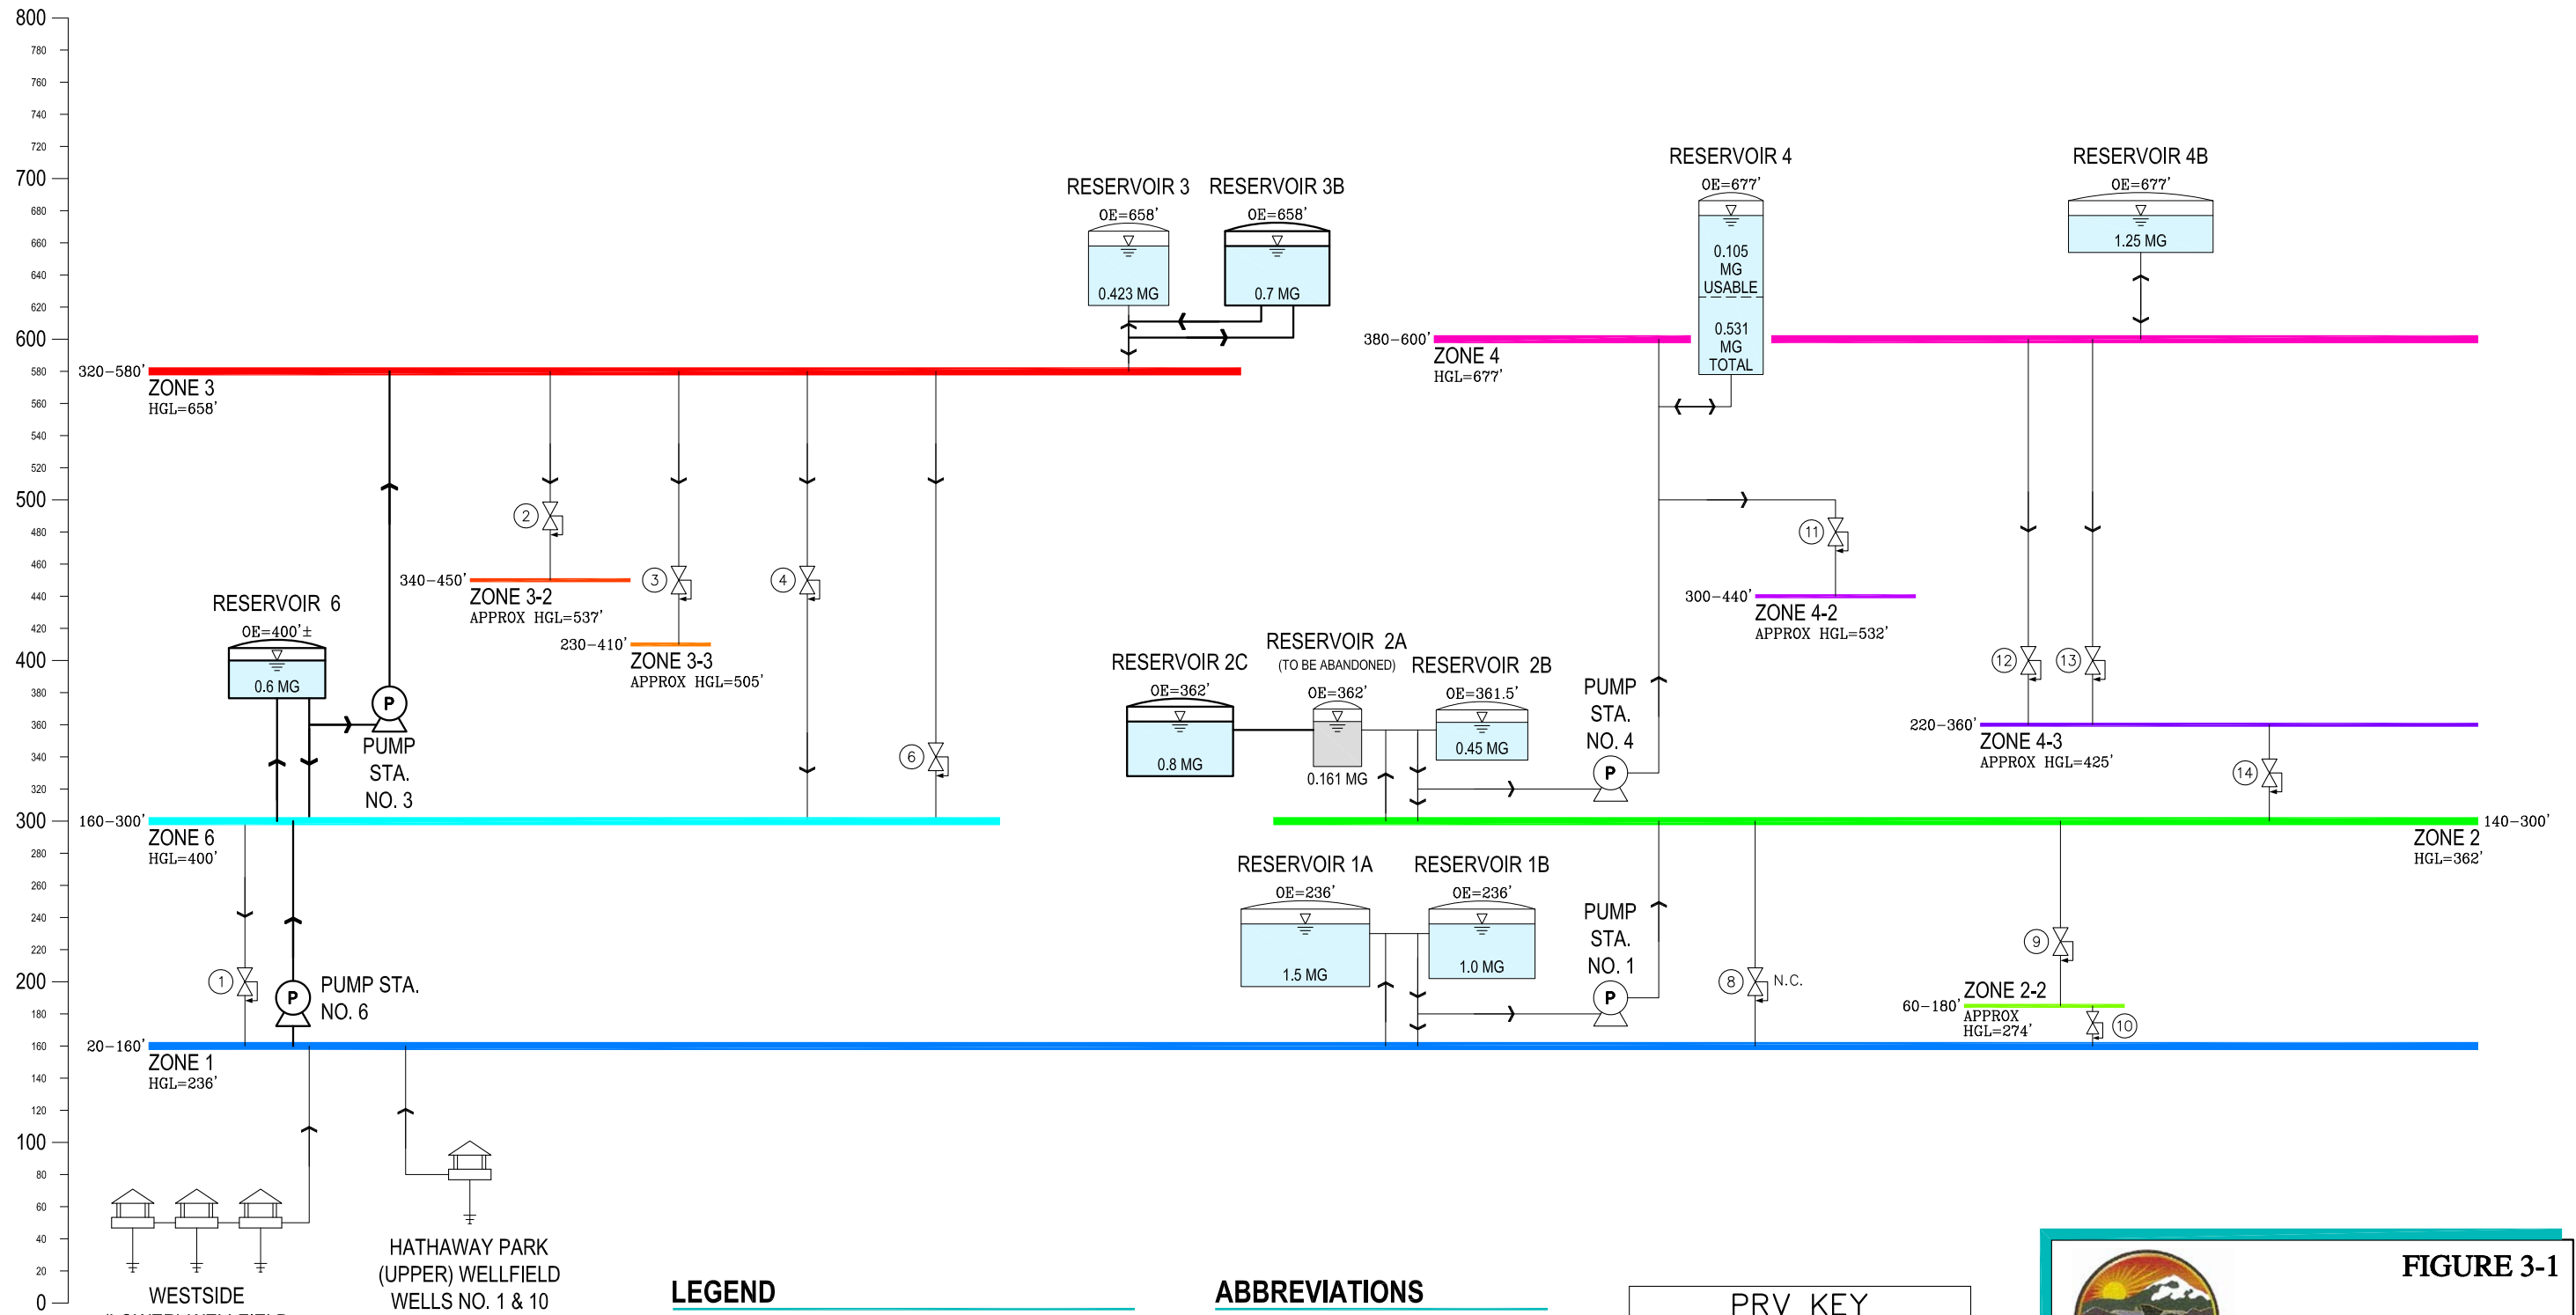 800
780
760
740
720
700
680
660
640
620
600
580
560
540
520
500
480
460
440
420
400
380
360
340
320
300
280
260
240
220
200
180
160
140
120
100
80
60
40
20
0
RESERVOIR 3
OE=658'
0.423 MG
RESERVOIR 3B
OE=658'
0.7 MG
RESERVOIR 4
OE=677'
0.105
MG
USABLE
0.531
MG
TOTAL
RESERVOIR 4B
OE=677'
1.25 MG
320-580'
ZONE 3
HGL=658'
380-600'
ZONE 4
HGL=677'
2
3
4
6
340-450'
ZONE 3-2
APPROX HGL=537'
230-410'
ZONE 3-3
APPROX HGL=505'
11
300-440'
ZONE 4-2
APPROX HGL=532'
12
13
220-360'
ZONE 4-3
APPROX HGL=425'
14
RESERVOIR 6
OE=400'±
0.6 MG
P
PUMP
STA.
NO. 3
RESERVOIR 2C
OE=362'
0.8 MG
RESERVOIR 2A
(TO BE ABANDONED)
OE=362'
0.161 MG
RESERVOIR 2B
OE=361.5'
0.45 MG
PUMP
STA.
NO. 4
P
160-300'
ZONE 6
HGL=400'
140-300'
ZONE 2
HGL=362'
1
P
PUMP STA.
NO. 6
RESERVOIR 1A
OE=236'
1.5 MG
RESERVOIR 1B
OE=236'
1.0 MG
PUMP
STA.
NO. 1
P
8
N.C.
9
60-180'
ZONE 2-2
APPROX
HGL=274'
10
20-160'
ZONE 1
HGL=236'
WESTSIDE
HATHAWAY PARK
(UPPER) WELLFIELD
WELLS NO. 1 & 10
LEGEND
ABBREVIATIONS
PRV KEY
FIGURE 3-1